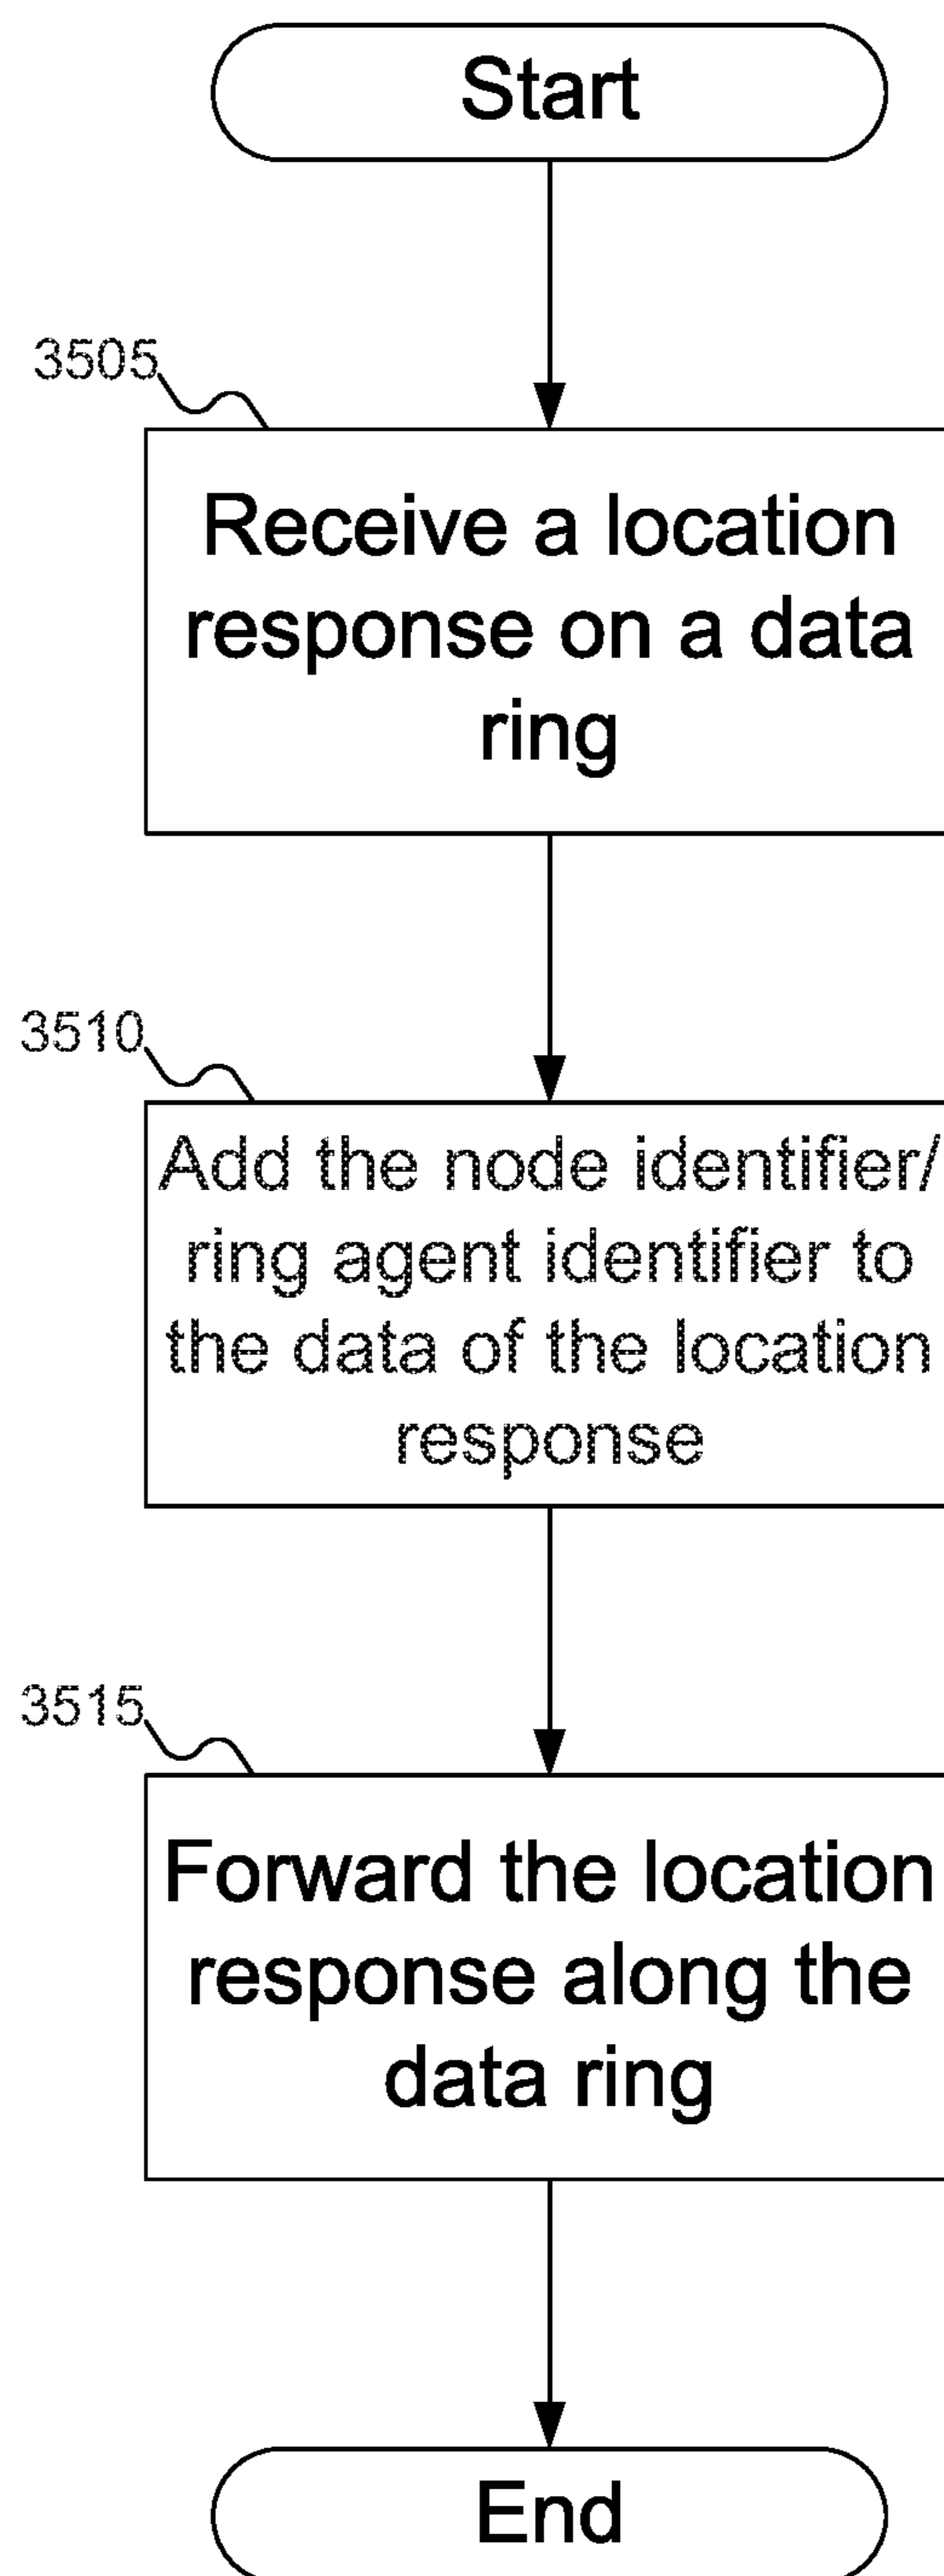 Start
3505
Receive a location
response on a data
ring
3510
Add the node identifier/
ring agent identifier to
the data of the location
response
3515
Forward the location
response along the
data ring
End